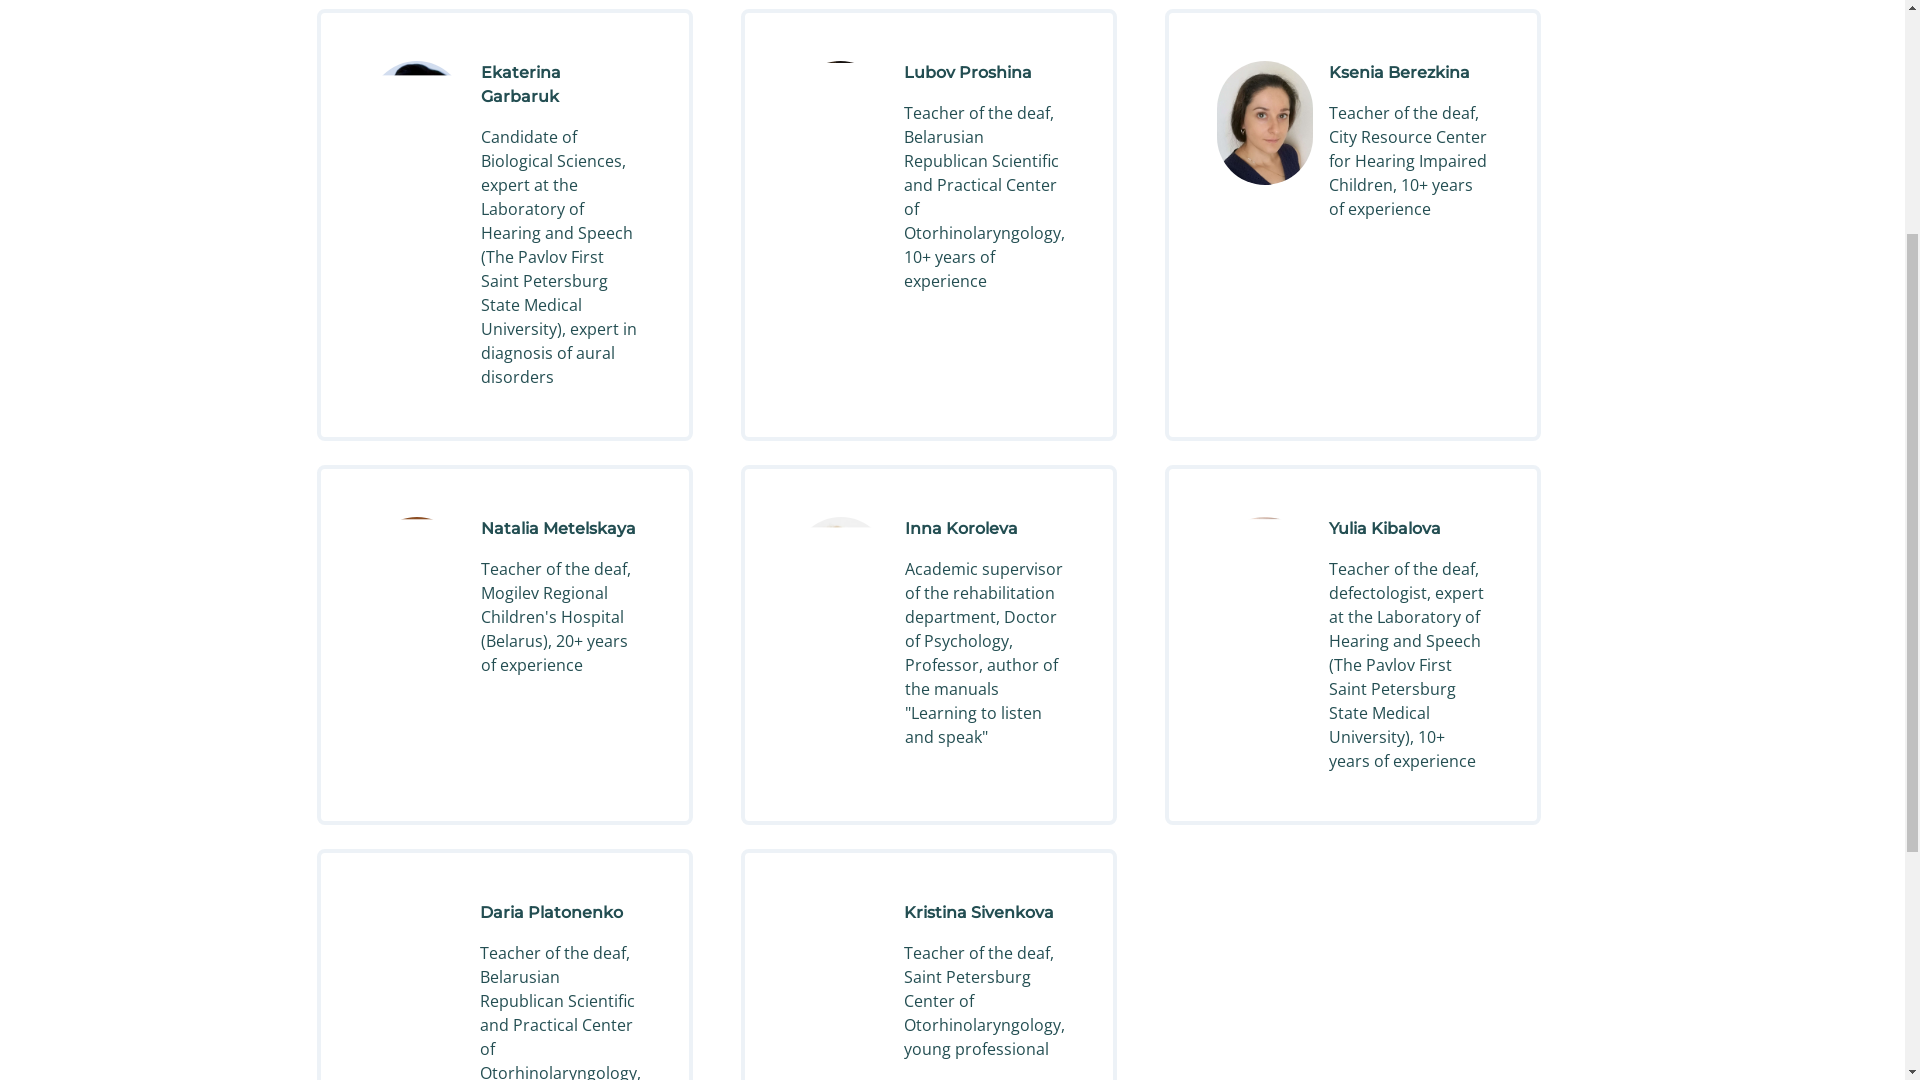 Ekaterina
Garbaruk
Candidate of
Biological Sciences,
expert at the
Laboratory of
Hearing and Speech
(The Pavlov First
Saint Petersburg
State Medical
University), expert in
diagnosis of aural
disorders
Lubov Proshina
Teacher of the deaf,
Belarusian
Republican Scientific
and Practical Center
of
Otorhinolaryngology,
10+ years of
experience
Ksenia Berezkina
Teacher of the deaf,
City Resource Center
for Hearing Impaired
Children, 10+ years
of experience
Natalia Metelskaya
Teacher of the deaf,
Mogilev Regional
Children's Hospital
(Belarus), 20+ years
of experience
Inna Koroleva
Academic supervisor
of the rehabilitation
department, Doctor
of Psychology,
Professor, author of
the manuals
"Learning to listen
and speak"
Yulia Kibalova
Teacher of the deaf,
defectologist, expert
at the Laboratory of
Hearing and Speech
(The Pavlov First
Saint Petersburg
State Medical
University), 10+
years of experience
Daria Platonenko
Teacher of the deaf,
Belarusian
Republican Scientific
and Practical Center
of
Otorhinolaryngology,
Kristina Sivenkova
Teacher of the deaf,
Saint Petersburg
Center of
Otorhinolaryngology,
young professional